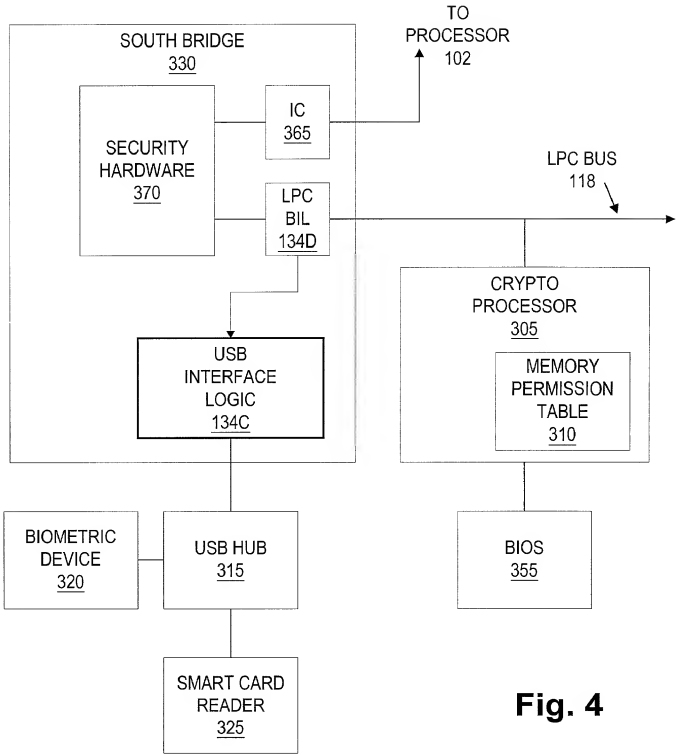 TO
PROCESSOR
102
SOUTH BRIDGE
330
SECURITY
HARDWARE
370
IC
365
LPC
BIL
134D
LPC BUS
118
CRYPTO
PROCESSOR
305
MEMORY
PERMISSION
TABLE
310
USB
INTERFACE
LOGIC
134C
BIOMETRIC
DEVICE
320
USB HUB
315
BIOS
355
SMART CARD
READER
325
Fig. 4